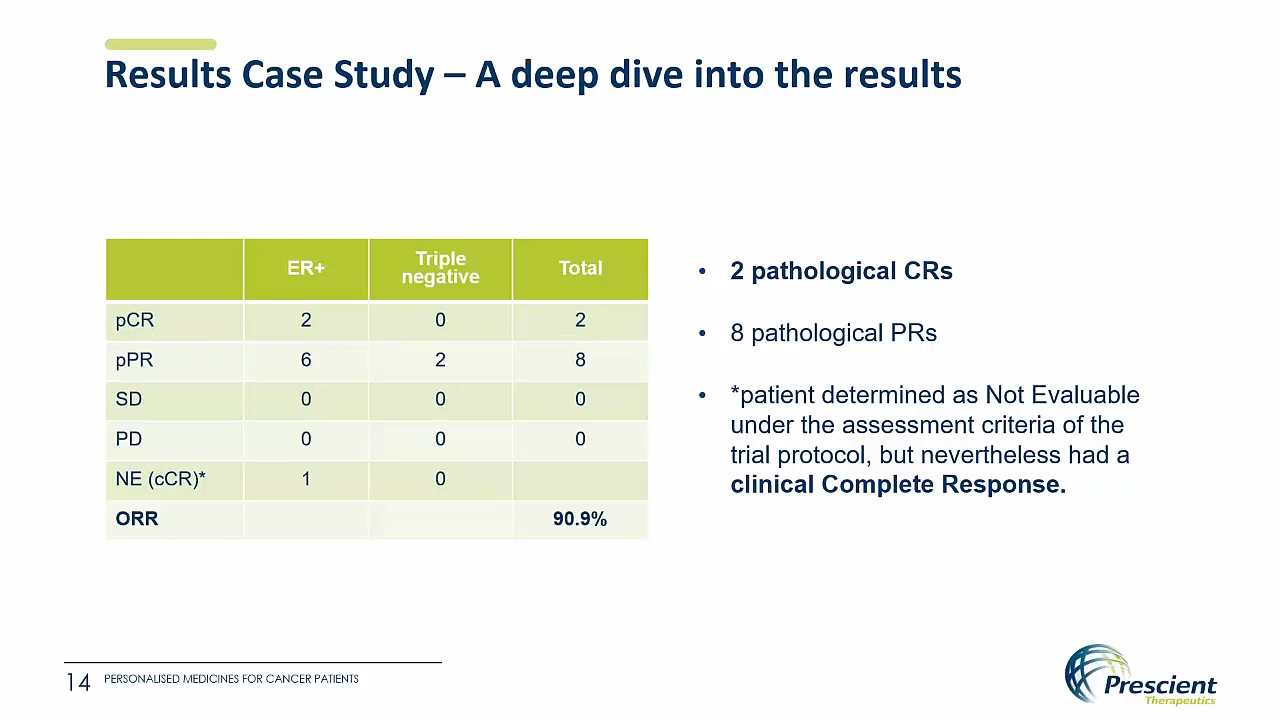 Results Case Study – A deep dive into the results
ER+ Triple negative Total
pCR 2 0 2
pPR 6 2 8
SD 0 0 0
PD 0 0 0
NE (cCR)* 1 0
ORR 90.9%
• 2 pathological CRs
• 8 pathological PRs
• *patient determined as Not Evaluable
under the assessment criteria of the
trial protocol, but nevertheless had a
clinical Complete Response.
14 PERSONALISED MEDICINES FOR CANCER PATIENTS
Prescient
Therapeutics